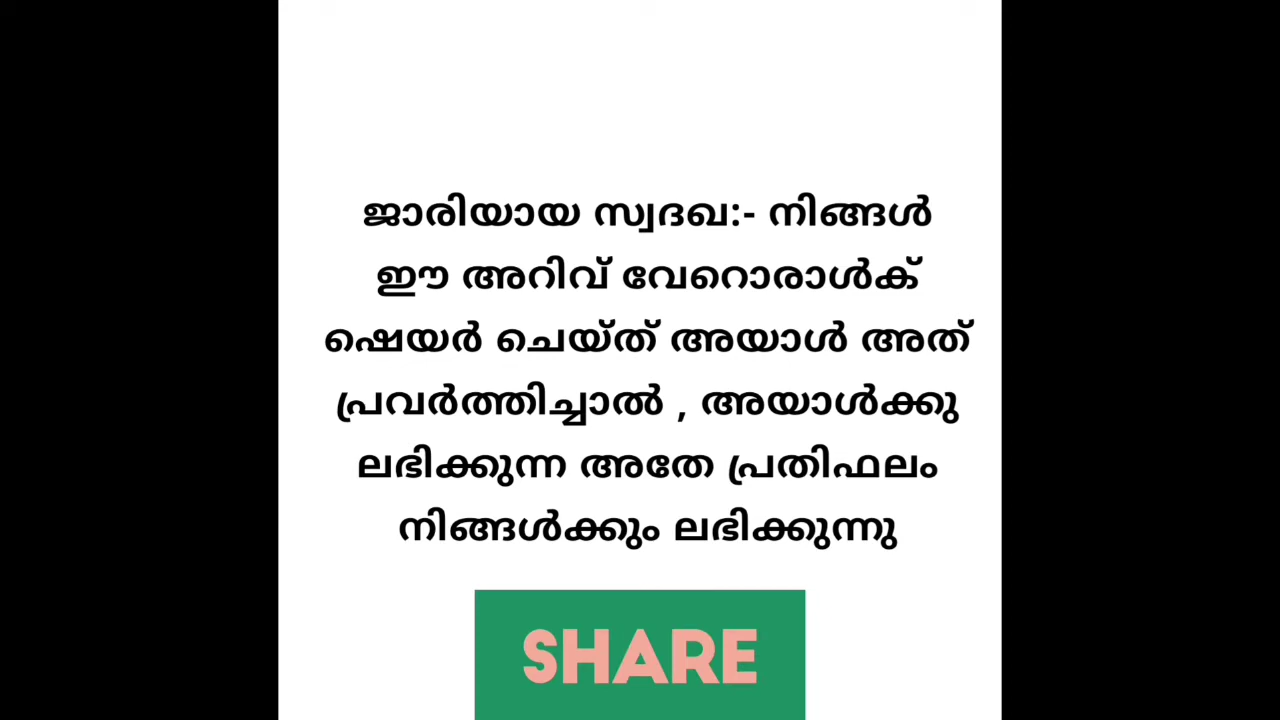 ജാരിയായ സ്വദഖ:- നിങ്ങൾ
ഈ അറിവ് വേറൊരാൾക്
ഷെയർ ചെയ്ത് അയാൾ അത്
പ്രവർത്തിച്ചാൽ , അയാൾക്കു
ലഭിക്കുന്ന അതേ പ്രതിഫലം
നിങ്ങൾക്കും ലഭിക്കുന്നു
SHARE